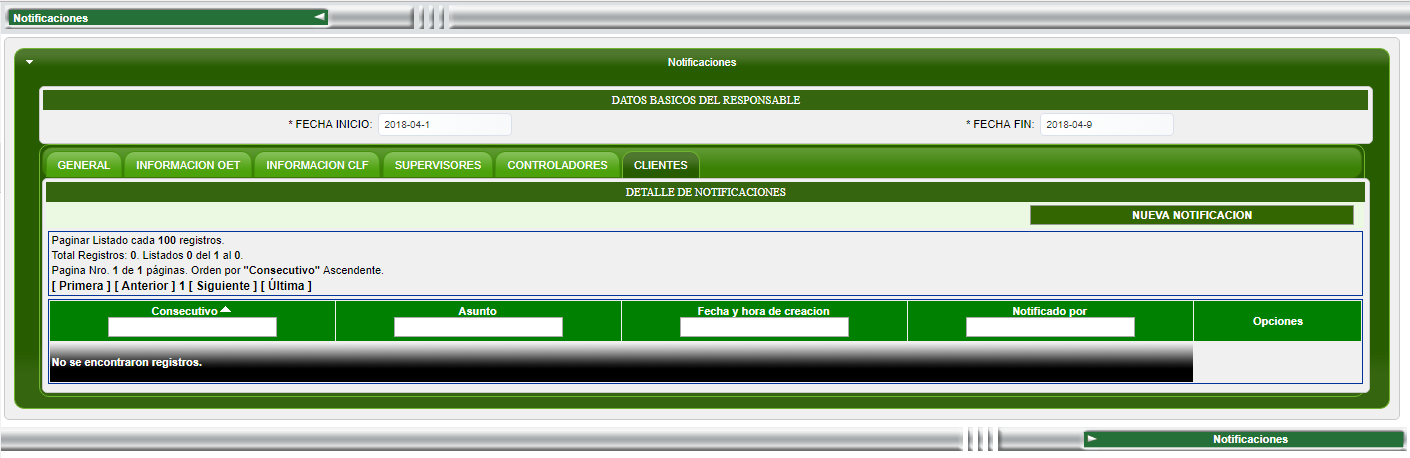 Notificaciones
Notificaciones
DATOS BASICOS DEL RESPONSABLE
* FECHA INICIO: 2018-04-1 * FECHA FIN: 2018-04-9
GENERAL INFORMACION OET INFORMACION CLF SUPERVISORES CONTROLADORES CLIENTES
DETALLE DE NOTIFICACIONES
NUEVA NOTIFICACION
Paginar Listado cada 100 registros.
Total Registros: 0. Listados 0 del 1 al 0.
Pagina Nro. 1 de 1 páginas. Orden por "Consecutivo" Ascendente.
[ Primera ] [ Anterior ] 1 [ Siguiente ] [ Última ]
Consecutivo Asunto Fecha y hora de creacion Notificado por Opciones
No se encontraron registros.
Notificaciones